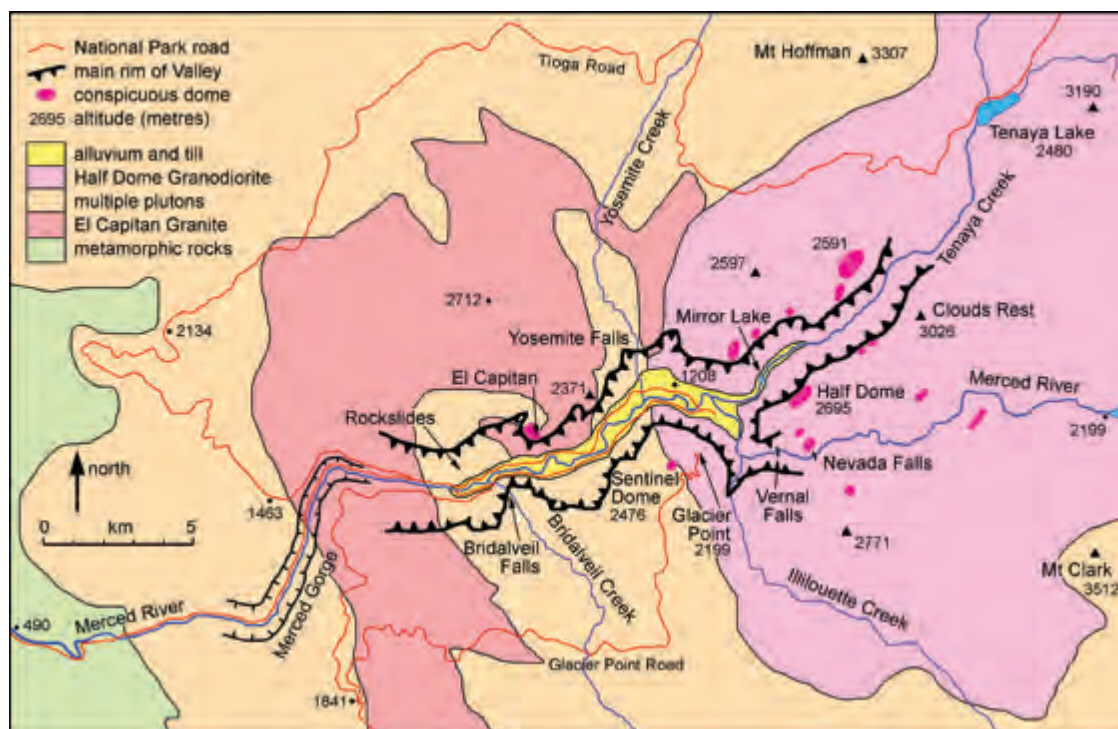 National Park road
main rim of Valley
conspicuous dome
2695 altitude (metres)
alluvium and till
Half Dome Granodiorite
multiple plutons
El Capitan Granite
metamorphic rocks
Tioga Road
Mt Hoffman
3307
3190
Tenaya Lake
2480
Yosemite Creek
Tenaya Creek
2591
2597
2712
2134
Mirror Lake
Clouds Rest
3026
Yosemite Falls
El Capitan
2371
1208
Half Dome
2695
Merced River
2199
Rockslides
north
0 km 5
1463
Nevada Falls
Sentinel
Dome
2476
Glacier
Point
2199
Vernal
Falls
2771
Bridalveil
Falls
Bridalveil Creek
Mt Clark
3512
Illilouette Creek
Merced Gorge
Merced River
490
Glacier Point Road
1841